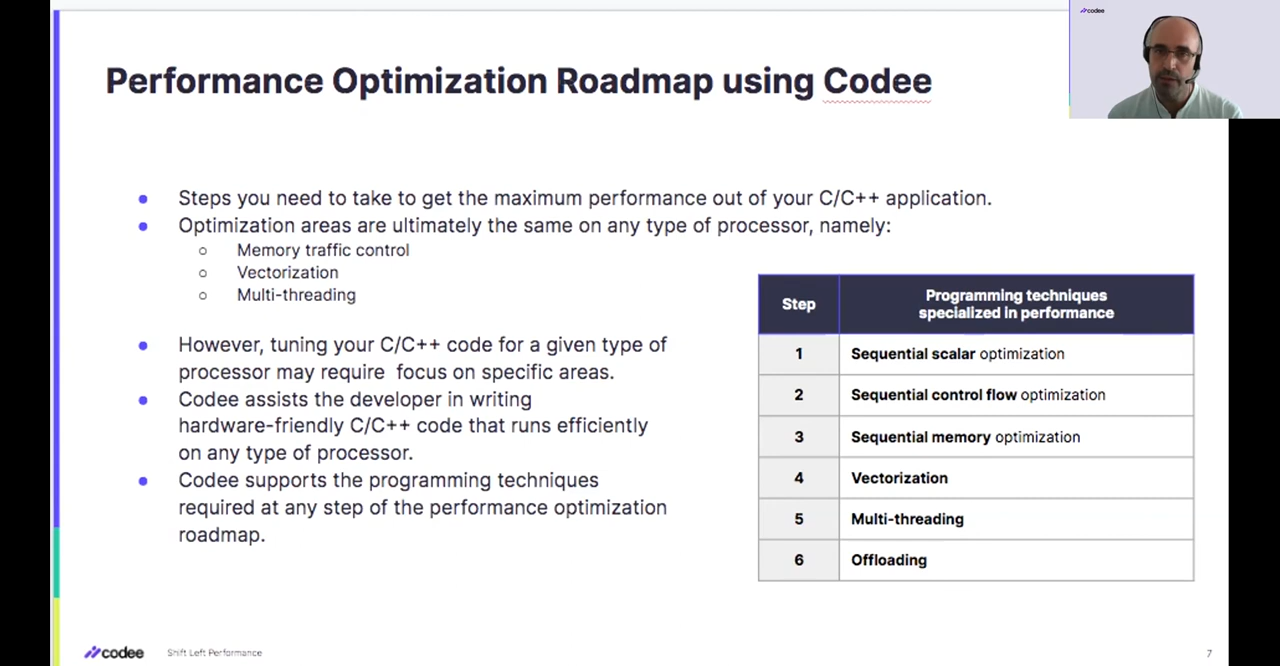 codee
Performance Optimization Roadmap using Codee
Steps you need to take to get the maximum performance out of your C/C++ application.
Optimization areas are ultimately the same on any type of processor, namely:
Memory traffic control
Vectorization
Multi-threading
However, tuning your C/C++ code for a given type of
processor may require focus on specific areas.
Codee assists the developer in writing
hardware-friendly C/C++ code that runs efficiently
on any type of processor.
Codee supports the programming techniques
required at any step of the performance optimization
roadmap.
Step
Programming techniques
specialized in performance
1 Sequential scalar optimization
2 Sequential control flow optimization
3 Sequential memory optimization
4 Vectorization
5 Multi-threading
6 Offloading
codee Shift Left Performance 7